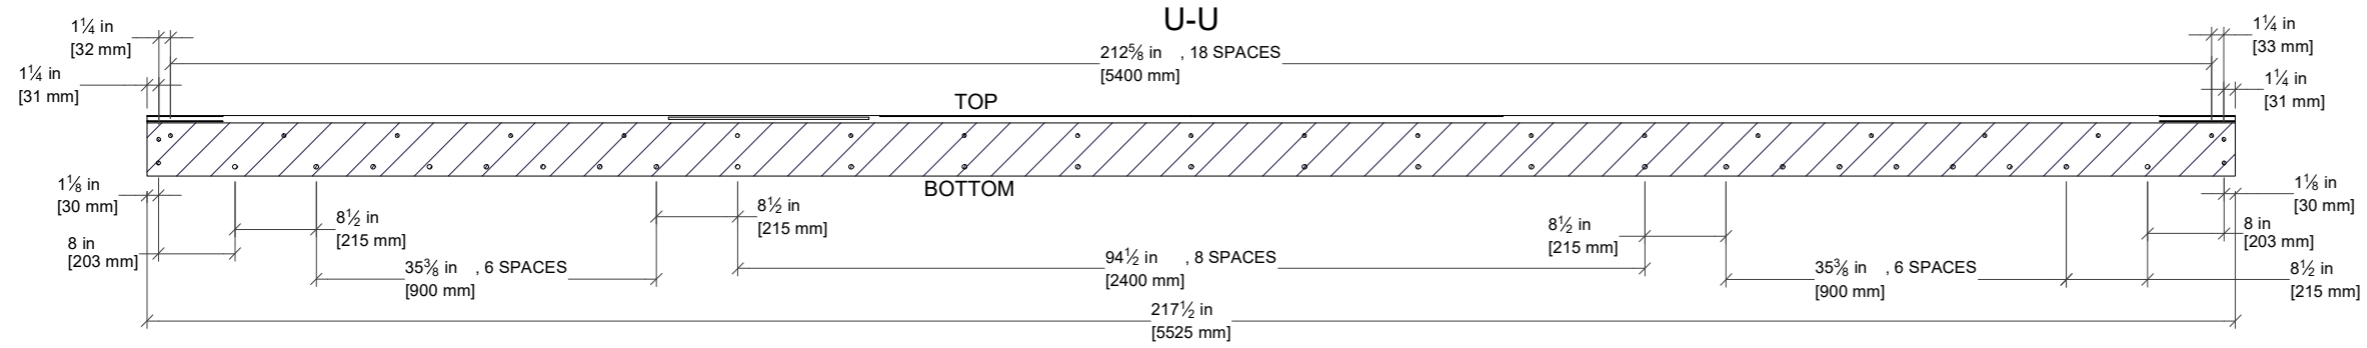 U-U
1¼ in
[32 mm]
1¼ in
[33 mm]
212⅝ in , 18 SPACES
[5400 mm]
1¼ in
[31 mm]
1¼ in
[31 mm]
TOP
BOTTOM
1⅛ in
[30 mm]
1⅛ in
[30 mm]
8½ in
[215 mm]
8½ in
[215 mm]
8½ in
[215 mm]
8 in
[203 mm]
8 in
[203 mm]
35⅜ in , 6 SPACES
[900 mm]
94½ in , 8 SPACES
[2400 mm]
35⅜ in , 6 SPACES
[900 mm]
8½ in
[215 mm]
217½ in
[5525 mm]